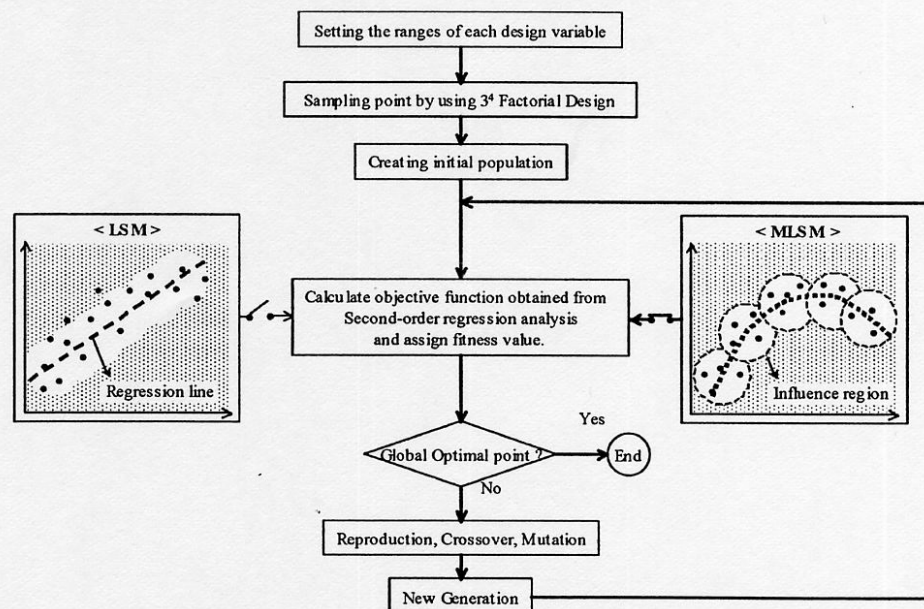 Setting the ranges of each design variable
Sampling point by using 3⁴ Factorial Design
Creating initial population
< LSM >
Regression line
Calculate objective function obtained from
Second-order regression analysis
and assign fitness value.
< MLSM >
Influence region
Global Optimal point ?
Yes
End
No
Reproduction, Crossover, Mutation
New Generation